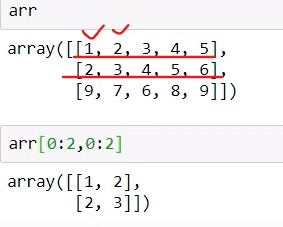 arr
array([[1, 2, 3, 4, 5],
[2, 3, 4, 5, 6],
[9, 7, 6, 8, 9]])
arr[0:2,0:2]
array([[1, 2],
[2, 3]])